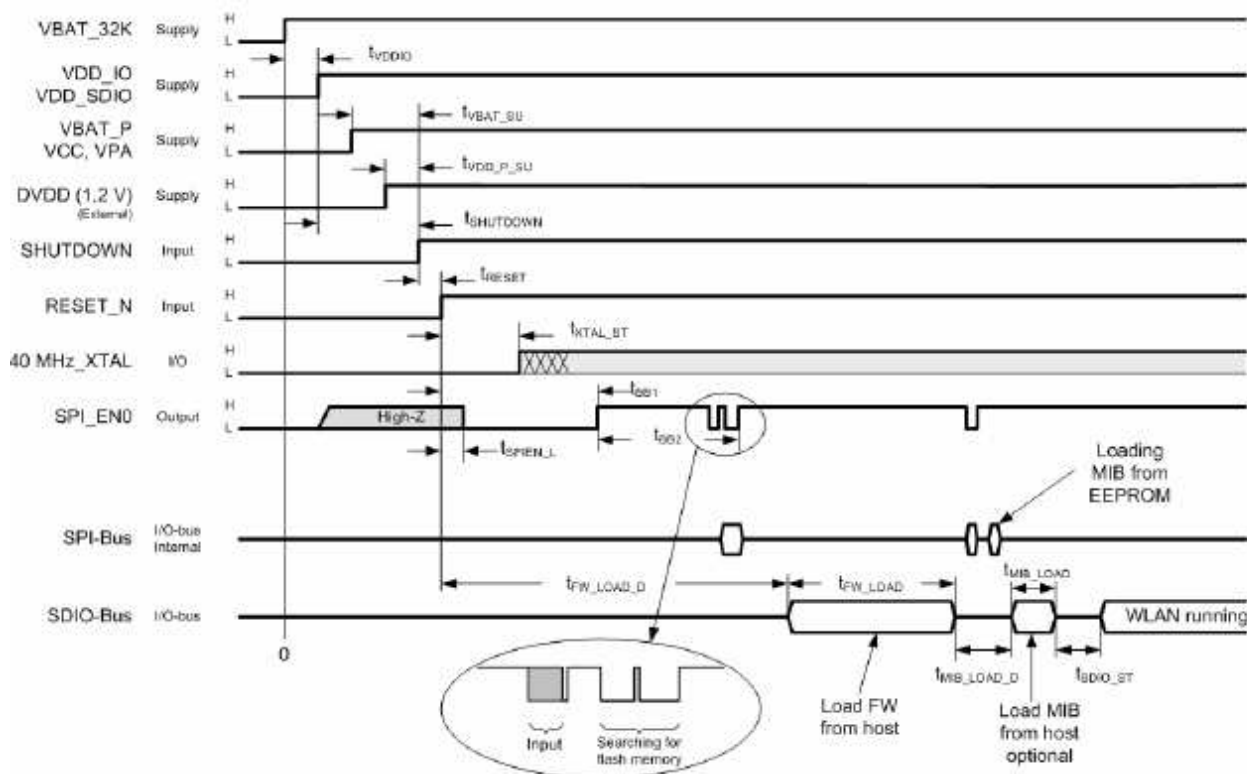 VBAT_32K Supply H
L
tVDDIO
VDD_IO
VDD_SDIO Supply H
L
tVBAT_SU
VBAT_P
VCC, VPA Supply H
L
tVDD_P_SU
DVDD (1.2 V)
(External) Supply H
L
tSHUTDOWN
SHUTDOWN Input H
L
tRESET
RESET_N Input H
L
tXTAL_ST
40 MHz_XTAL I/O H
L
tBB1
SPI_EN0 Output H
L
High-Z
tBB2
tSPIEN_L
Loading
MIB from
EEPROM
SPI-Bus I/O-bus
Internal
tFW_LOAD_D
tFW_LOAD
tMIB_LOAD
SDIO-Bus I/O-bus
WLAN running
0
tMIB_LOAD_D
tSDIO_ST
Load FW
from host
Load MIB
from host
optional
Input
Searching for
flash memory